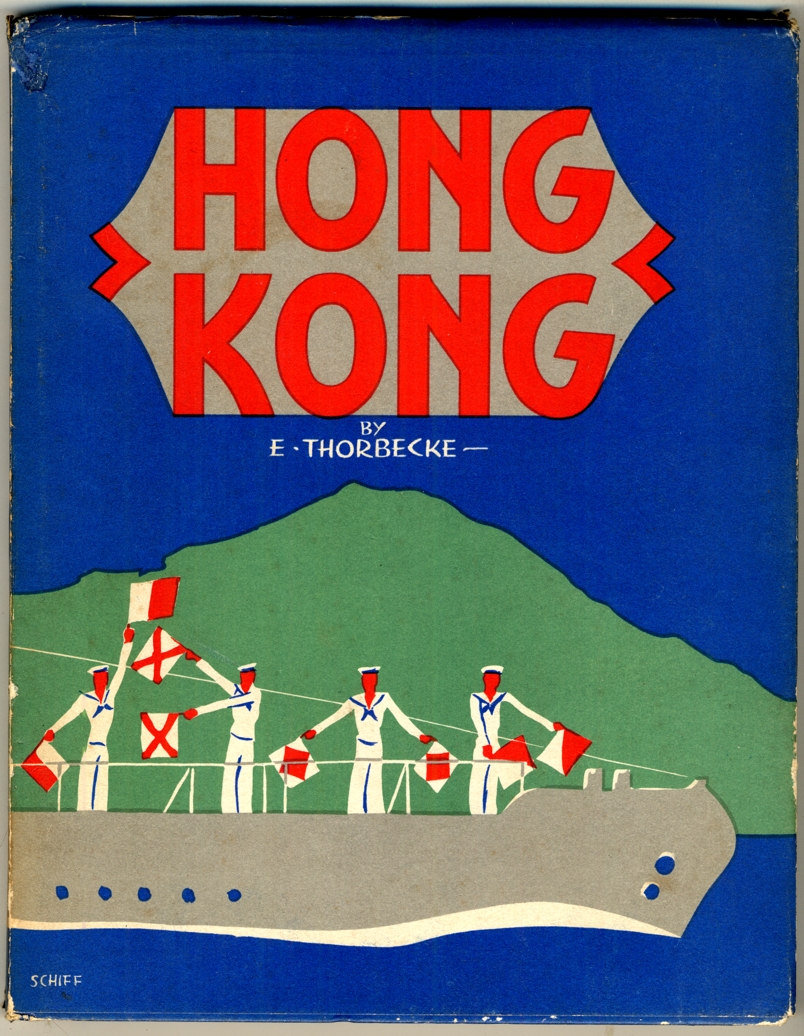 HONG
KONG
BY
E · THORBECKE —
SCHIFF